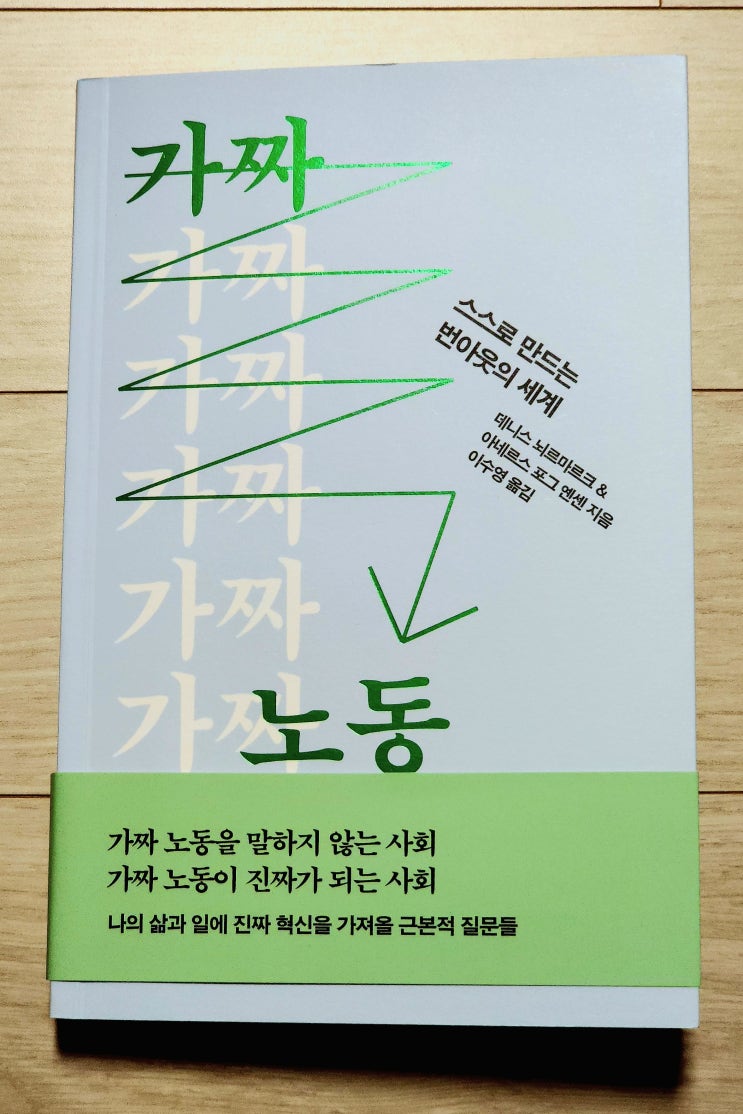 가짜
가짜
가짜
가짜
가짜
가짜
노동
스스로 만드는
번아웃의 세계
데니스 뇌르마르크 &
아네르스 포그 옌센 지음
이수영 옮김
가짜 노동을 말하지 않는 사회
가짜 노동이 진짜가 되는 사회
나의 삶과 일에 진짜 혁신을 가져올 근본적 질문들